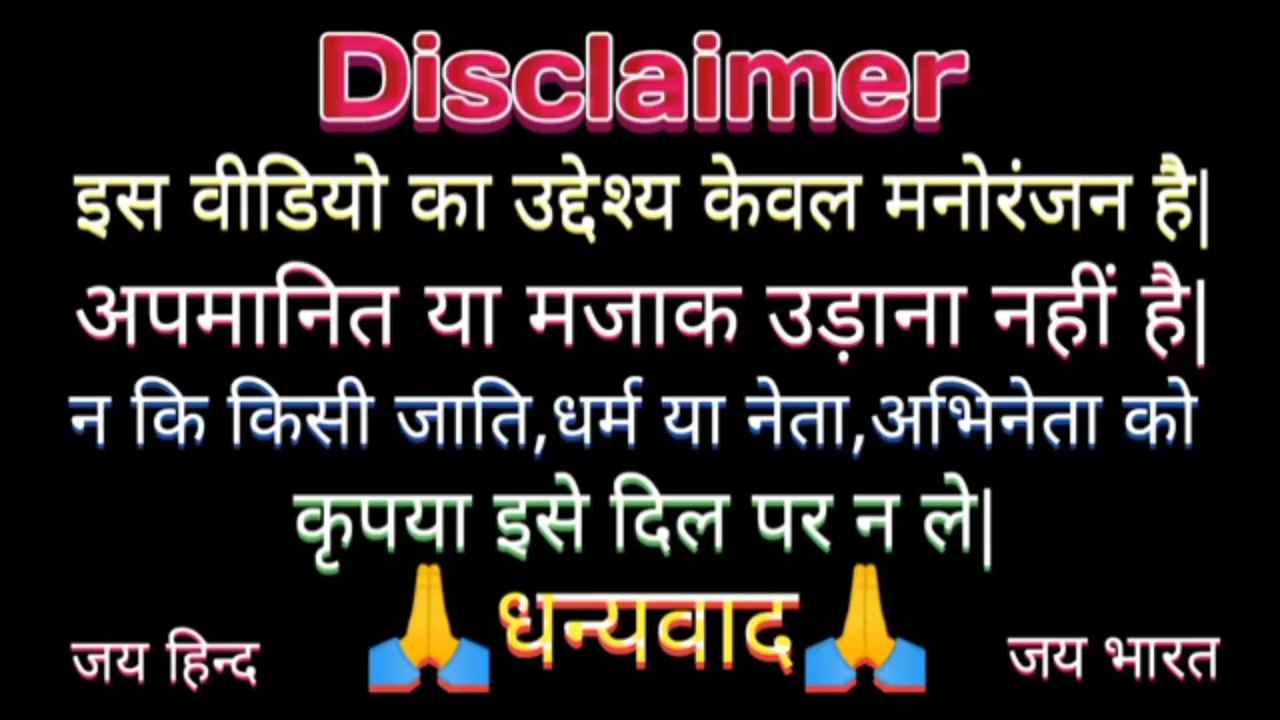 Disclaimer
इस वीडियो का उद्देश्य केवल मनोरंजन है|
अपमानित या मजाक उड़ाना नहीं है|
न कि किसी जाति,धर्म या नेता,अभिनेता को
कृपया इसे दिल पर न ले|
🙏धन्यवाद🙏
जय हिन्द
जय भारत